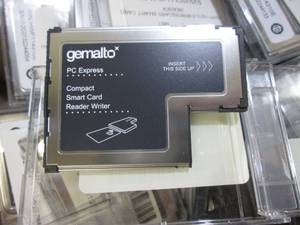 gemalto
PC Express
INSERT
THIS SIDE UP
Compact
Smart Card
Reader Writer